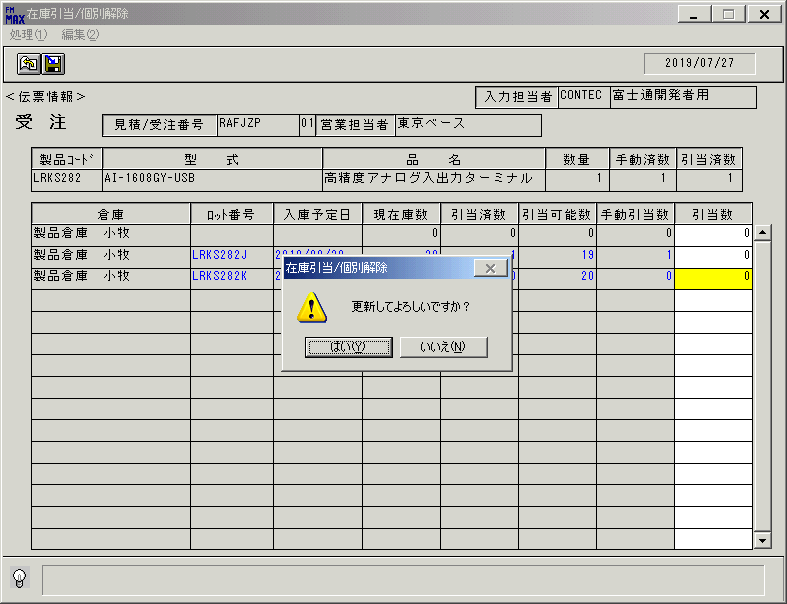 FM MAX 在庫引当/個別解除
処理(1) 編集(2)
2019/07/27
<伝票情報> 入力担当者 CONTEC 富士通開発者用
受 注 見積/受注番号 RAFJZP 01 営業担当者 東京ベース
製品コード 型 式 品 名 数量 手動済数 引当済数
LRKS282 AI-1608GY-USB 高精度アナログ入出力ターミナル 1 1 1
倉庫 ロット番号 入庫予定日 現在庫数 引当済数 引当可能数 手動引当数 引当数
製品倉庫 小牧 0 0 0 0 0
製品倉庫 小牧 LRKS282J 19 1 0
製品倉庫 小牧 LRKS282K 20 0 0
在庫引当/個別解除
更新してよろしいですか?
はい(Y) いいえ(N)